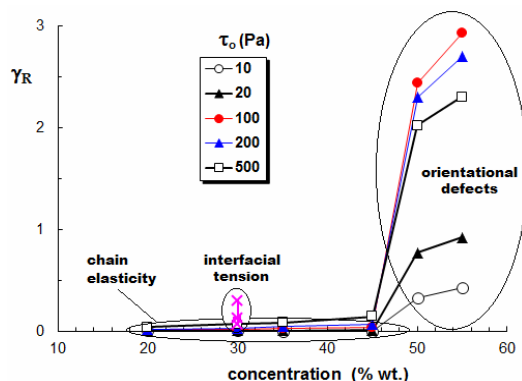 3
τₒ (Pa)
10
20
100
200
500
γR
2
1
0
orientational
defects
chain
elasticity
interfacial
tension
10 20 30 40 50 60
concentration (% wt.)